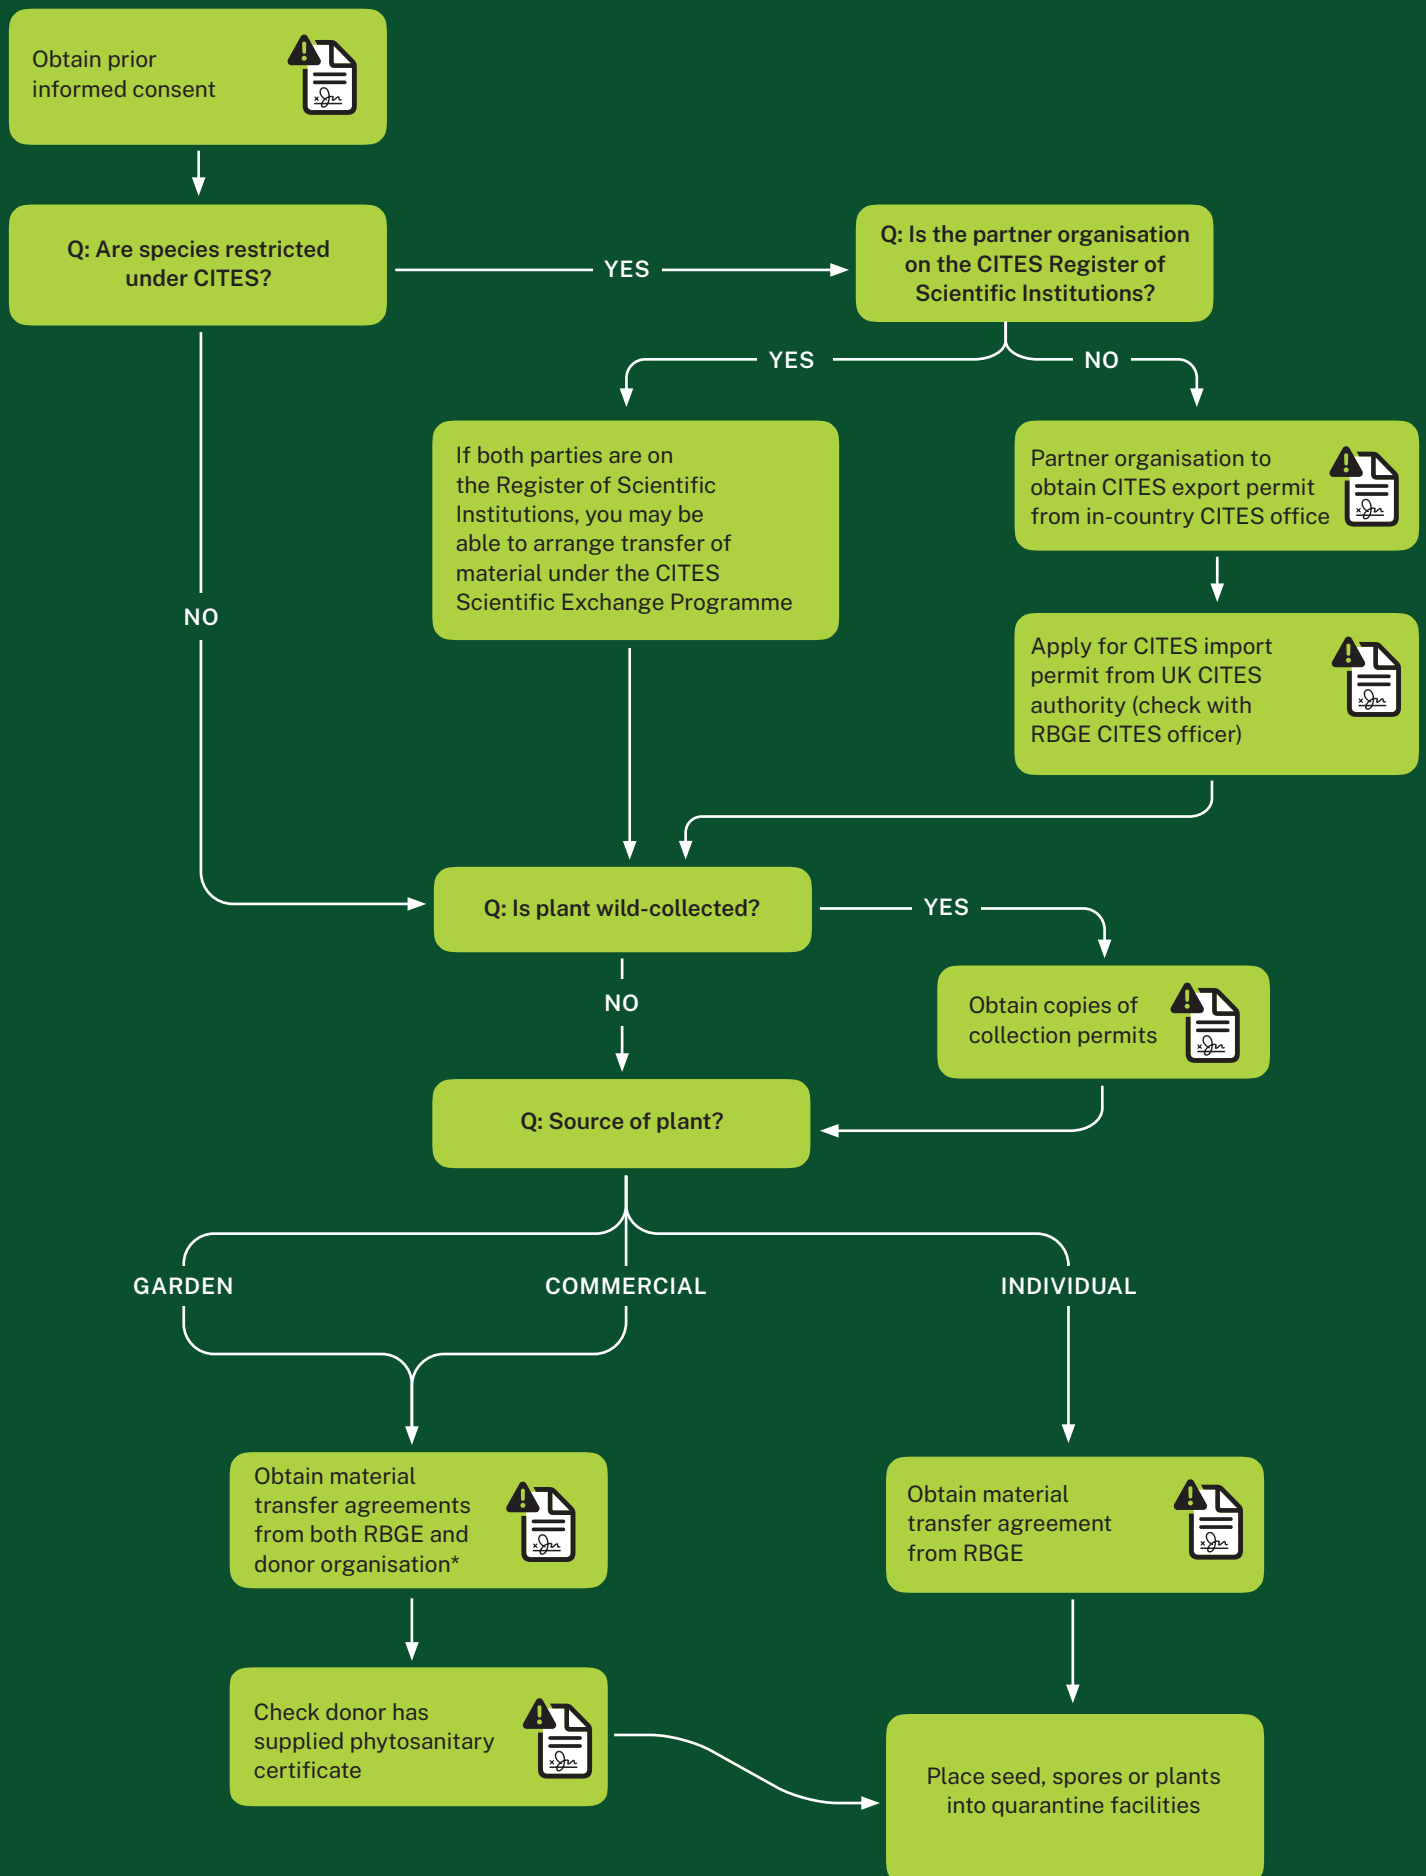 Obtain prior
informed consent
Q: Are species restricted
under CITES?
YES
Q: Is the partner organisation
on the CITES Register of
Scientific Institutions?
YES
NO
If both parties are on
the Register of Scientific
Institutions, you may be
able to arrange transfer of
material under the CITES
Scientific Exchange Programme
Partner organisation to
obtain CITES export permit
from in-country CITES office
NO
Apply for CITES import
permit from UK CITES
authority (check with
RBGE CITES officer)
Q: Is plant wild-collected?
YES
NO
Obtain copies of
collection permits
Q: Source of plant?
GARDEN
COMMERCIAL
INDIVIDUAL
Obtain material
transfer agreements
from both RBGE and
donor organisation*
Obtain material
transfer agreement
from RBGE
Check donor has
supplied phytosanitary
certificate
Place seed, spores or plants
into quarantine facilities